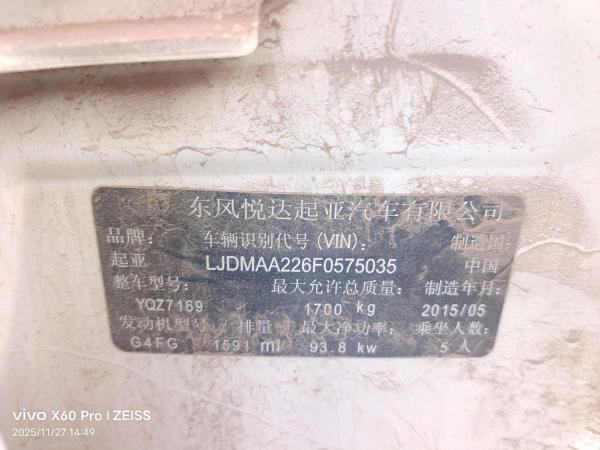 东风悦达起亚汽车有限公司
品牌: 车辆识别代号(VIN): 制造国:
起亚 LJDMAA226F0575035 中国
整车型号: 最大允许总质量: 制造年月:
YQZ7169 1700 kg 2015/05
发动机型号 排量 最大净功率: 乘坐人数:
G4FG 1591 ml 93.8 kw 5 人
vivo X60 Pro | ZEISS
2025/11/27 14:49